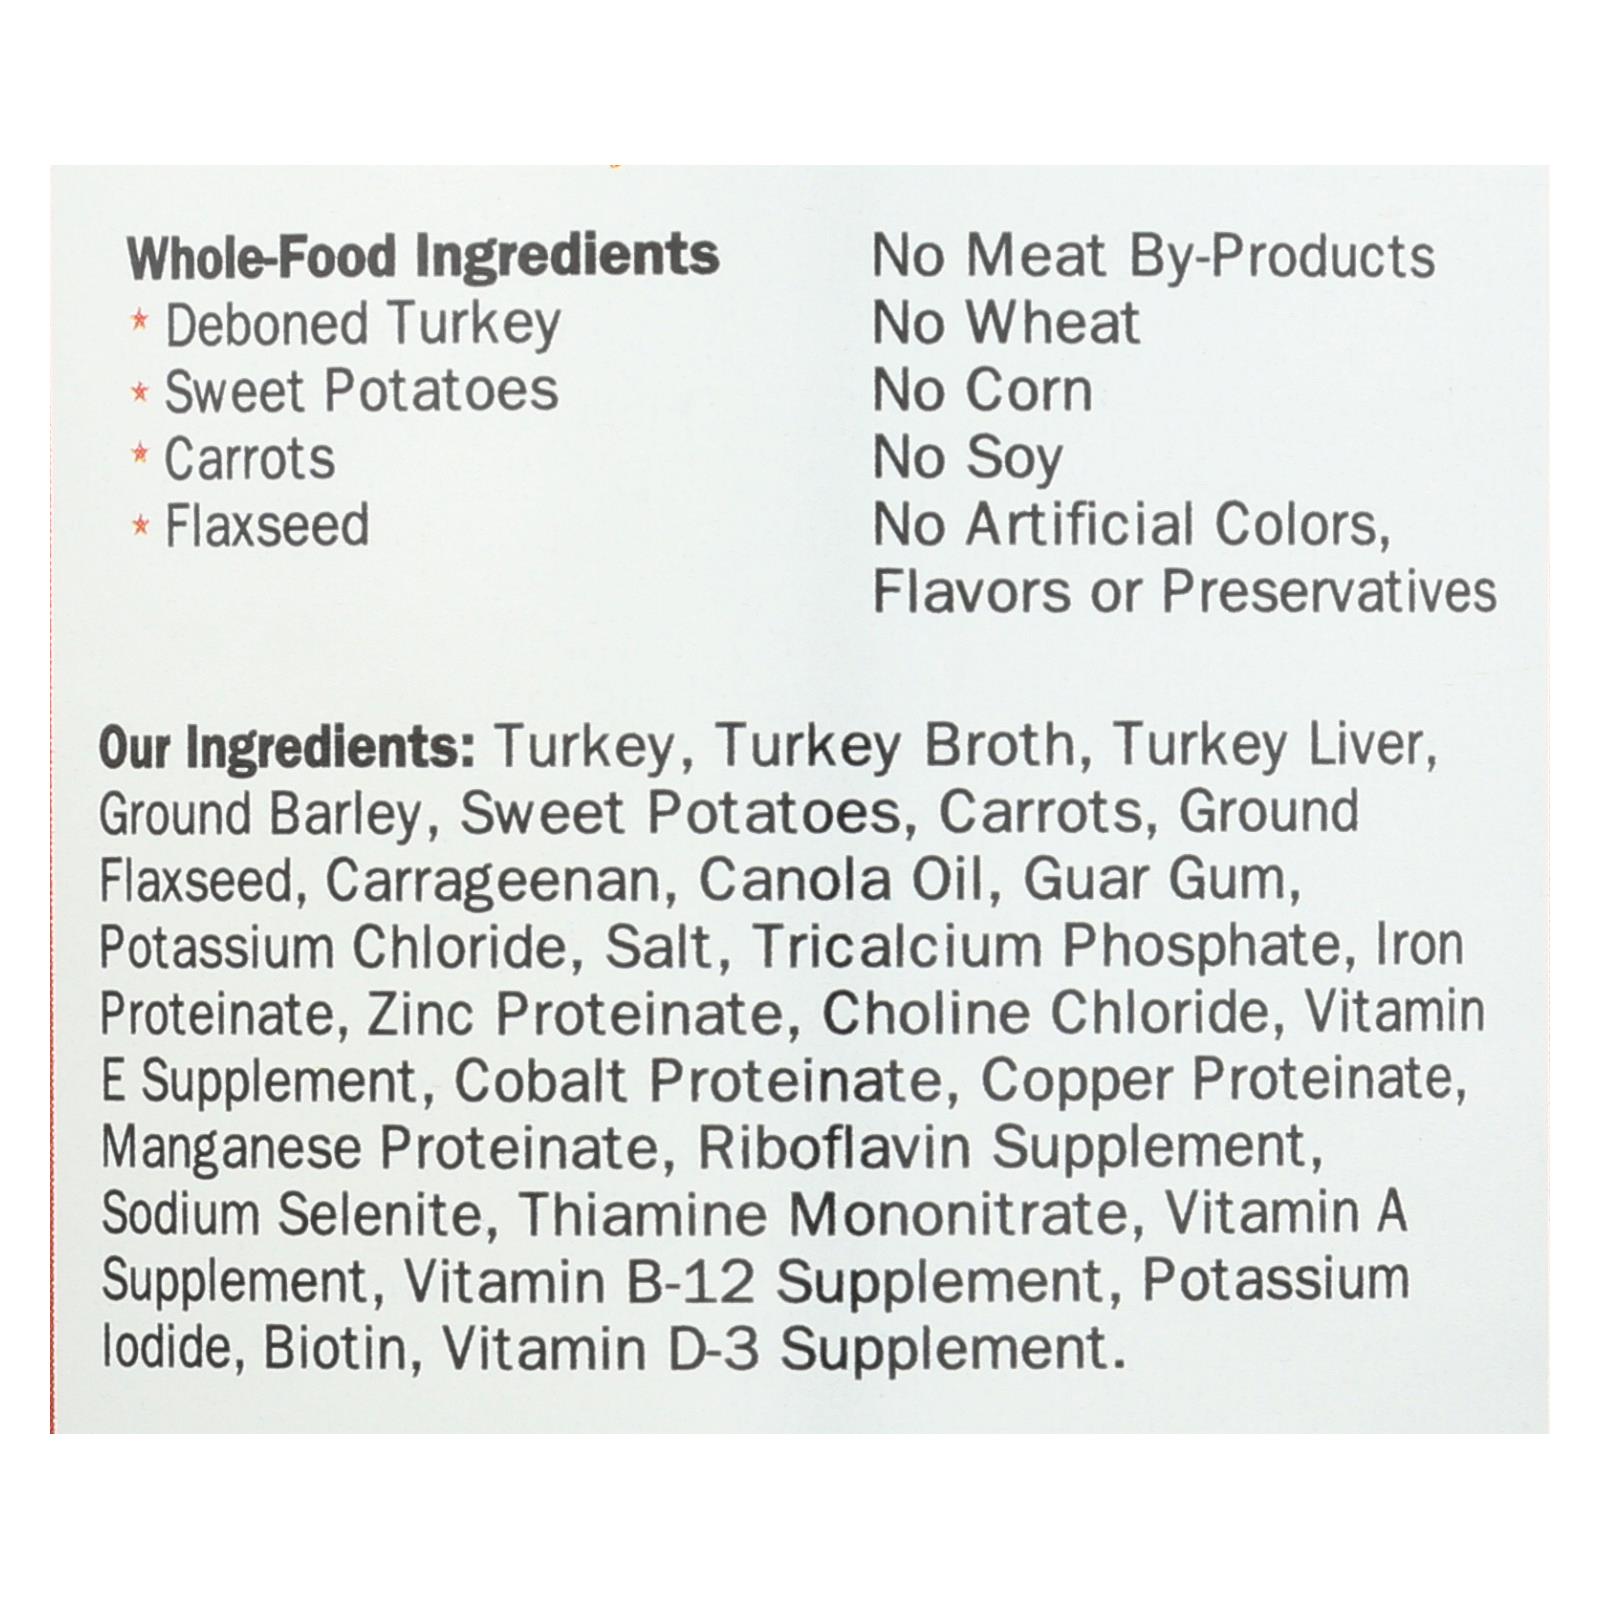 Whole-Food Ingredients
* Deboned Turkey
* Sweet Potatoes
* Carrots
* Flaxseed
No Meat By-Products
No Wheat
No Corn
No Soy
No Artificial Colors,
Flavors or Preservatives
Our Ingredients: Turkey, Turkey Broth, Turkey Liver,
Ground Barley, Sweet Potatoes, Carrots, Ground
Flaxseed, Carrageenan, Canola Oil, Guar Gum,
Potassium Chloride, Salt, Tricalcium Phosphate, Iron
Proteinate, Zinc Proteinate, Choline Chloride, Vitamin
E Supplement, Cobalt Proteinate, Copper Proteinate,
Manganese Proteinate, Riboflavin Supplement,
Sodium Selenite, Thiamine Mononitrate, Vitamin A
Supplement, Vitamin B-12 Supplement, Potassium
Iodide, Biotin, Vitamin D-3 Supplement.